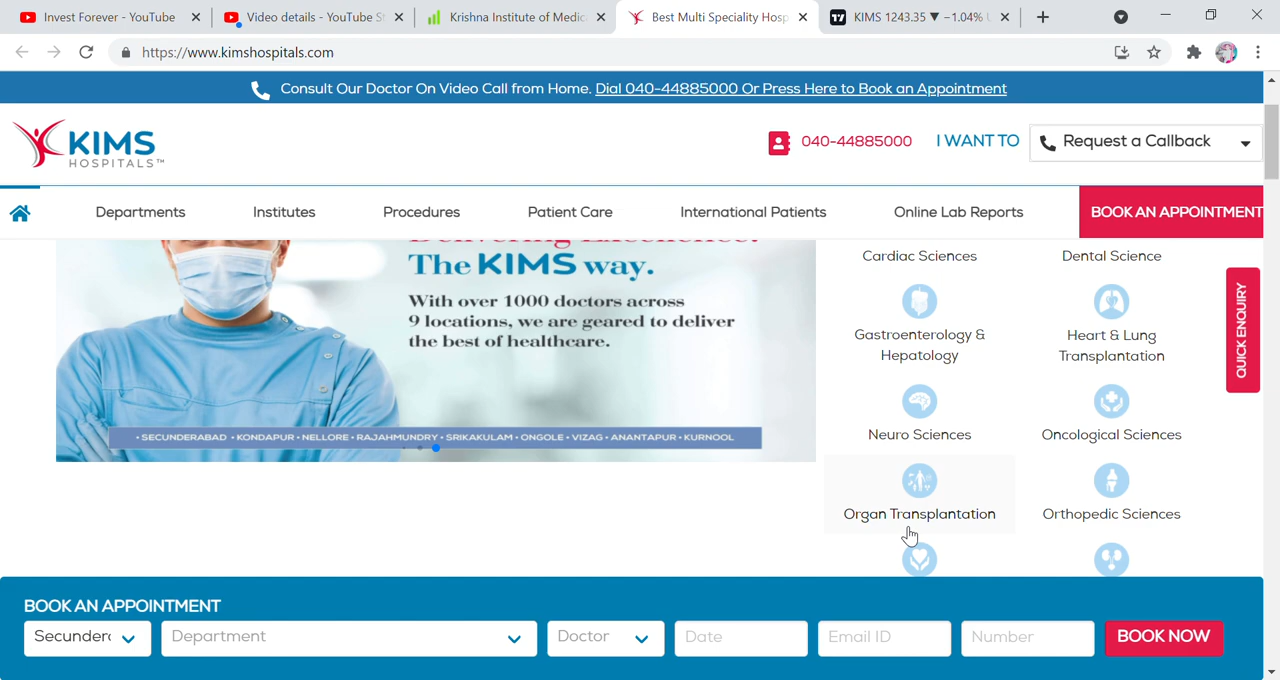 Invest Forever - YouTube
Video details - YouTube St
Krishna Institute of Medic
Best Multi Speciality Hosp
KIMS 1243.35 ▼ −1.04% U
https://www.kimshospitals.com
Consult Our Doctor On Video Call from Home. Dial 040-44885000 Or Press Here to Book an Appointment
KIMS
HOSPITALS™
040-44885000
I WANT TO
Request a Callback
Departments
Institutes
Procedures
Patient Care
International Patients
Online Lab Reports
BOOK AN APPOINTMENT
Delivering Excellence.
The KIMS way.
With over 1000 doctors across
9 locations, we are geared to deliver
the best of healthcare.
• SECUNDERABAD • KONDAPUR • NELLORE • RAJAHMUNDRY • SRIKAKULAM • ONGOLE • VIZAG • ANANTAPUR • KURNOOL
Cardiac Sciences
Dental Science
Gastroenterology &
Hepatology
Heart & Lung
Transplantation
Neuro Sciences
Oncological Sciences
Organ Transplantation
Orthopedic Sciences
QUICK ENQUIRY
BOOK AN APPOINTMENT
Secundera
Department
Doctor
Date
Email ID
Number
BOOK NOW